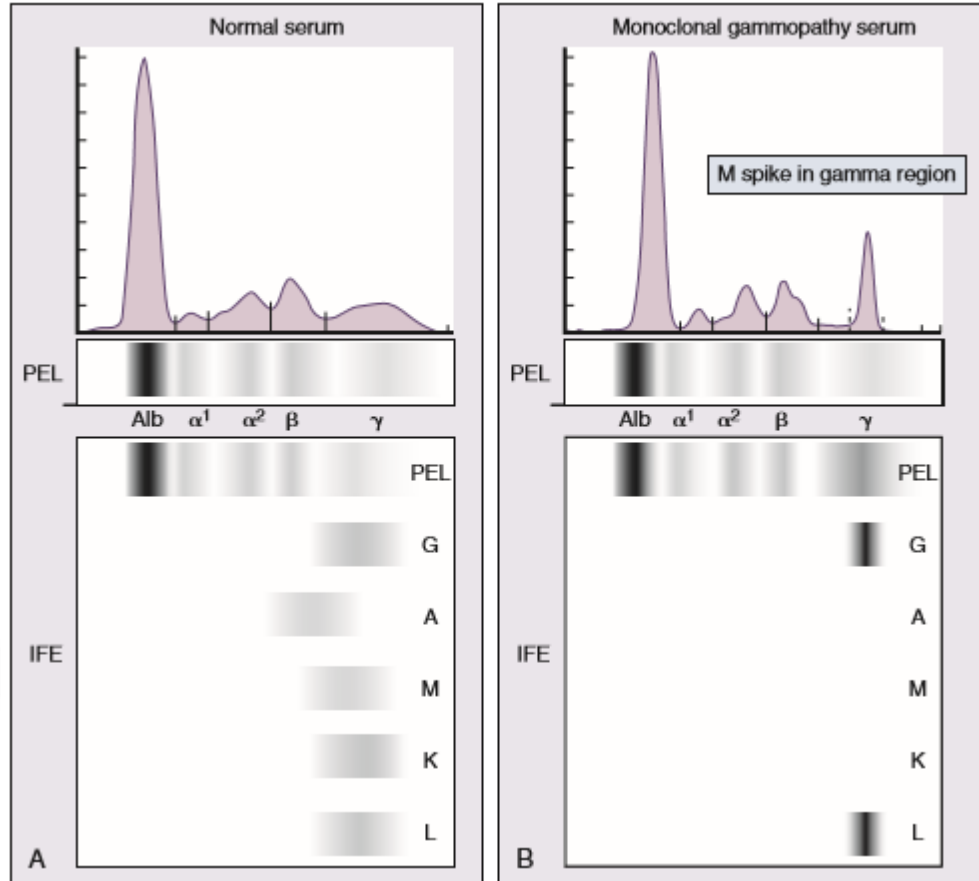 Normal serum
PEL
Alb α¹ α² β γ
PEL
G
A
IFE
M
K
L
A
Monoclonal gammopathy serum
M spike in gamma region
PEL
Alb α¹ α² β γ
PEL
G
A
IFE
M
K
L
B